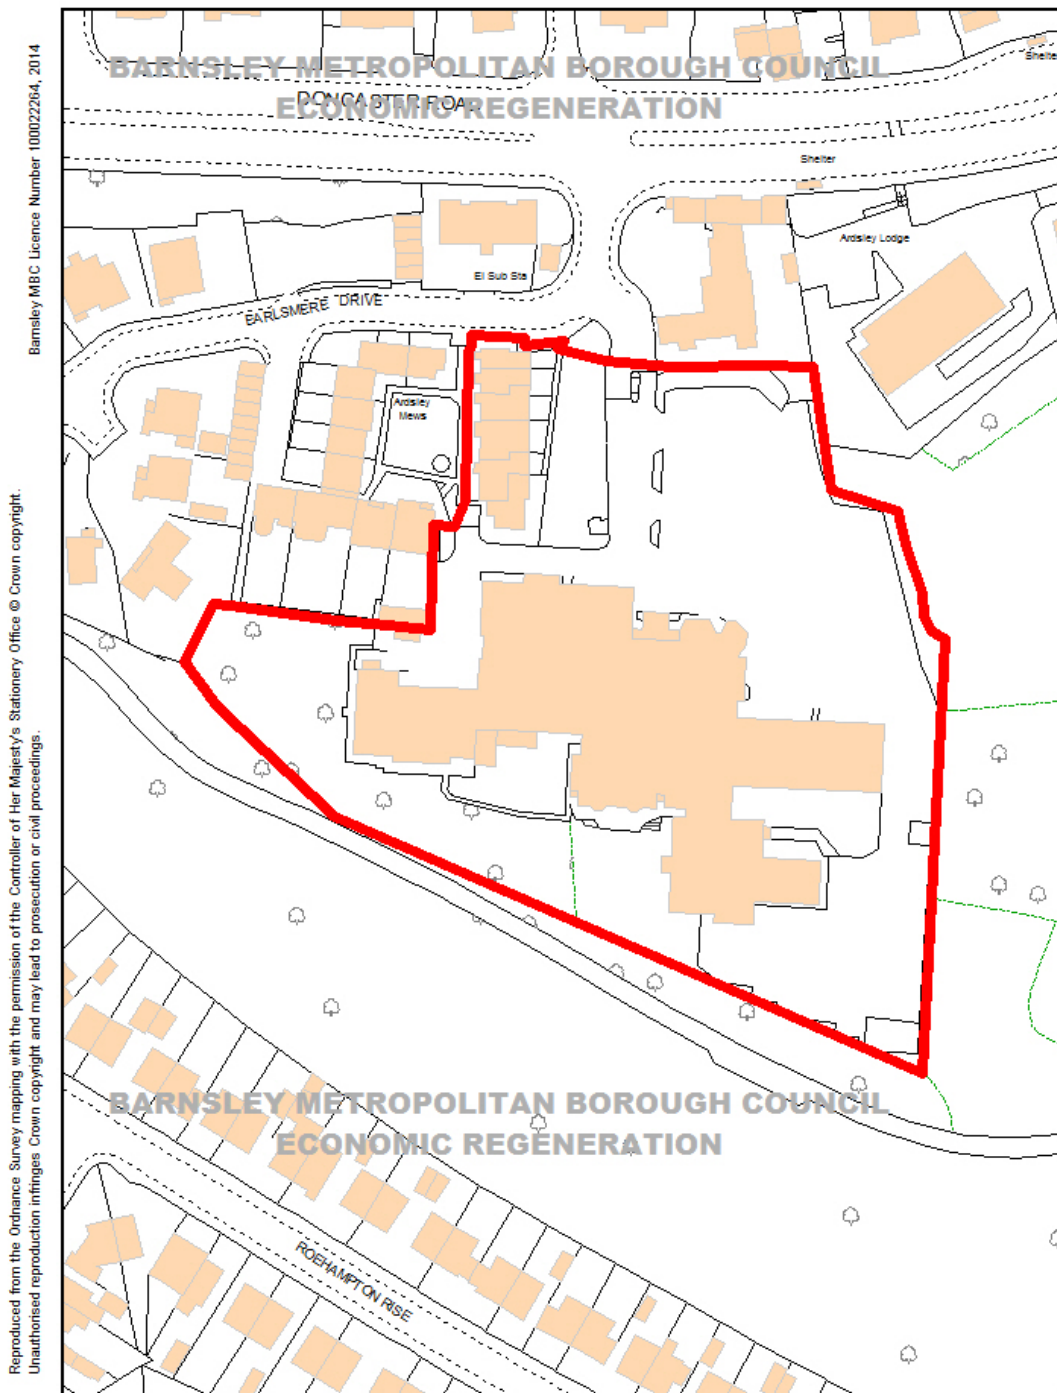 BARNSLEY METROPOLITAN BOROUGH COUNCIL
DONCASTER ROAD
ECONOMIC REGENERATION
Shelter
Shelter
Ardsley Lodge
El Sub Sta
EARLSMERE DRIVE
Ardsley
Mews
BARNSLEY METROPOLITAN BOROUGH COUNCIL
ECONOMIC REGENERATION
ROEHAMPTON RISE
Reproduced from the Ordnance Survey mapping with the permission of the Controller of Her Majesty's Stationery Office © Crown copyright.
Unauthorised reproduction infringes Crown copyright and may lead to prosecution or civil proceedings.
Barnsley MBC Licence Number 100022264, 2014